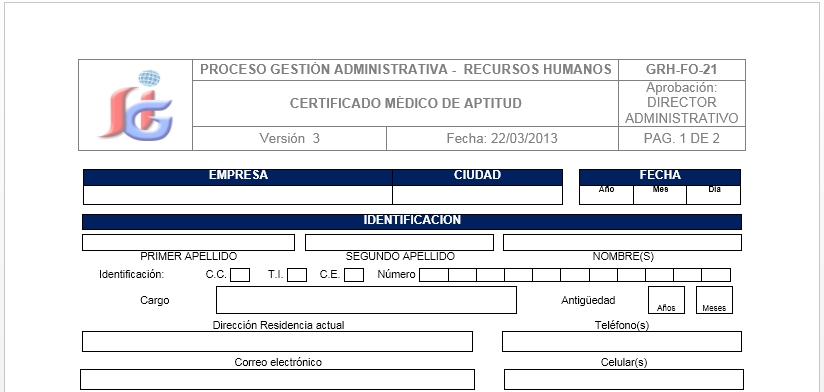 PROCESO GESTIÓN ADMINISTRATIVA - RECURSOS HUMANOS GRH-FO-21
CERTIFICADO MÉDICO DE APTITUD
Aprobación:
DIRECTOR
ADMINISTRATIVO
Versión 3 Fecha: 22/03/2013 PAG. 1 DE 2
EMPRESA CIUDAD FECHA
Año Mes Día
IDENTIFICACION
PRIMER APELLIDO SEGUNDO APELLIDO NOMBRE(S)
Identificación: C.C. T.I. C.E. Número
Cargo Antigüedad Años Meses
Dirección Residencia actual Teléfono(s)
Correo electrónico Celular(s)